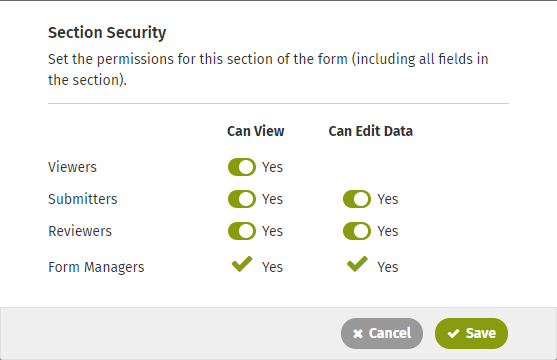 Section Security
Set the permissions for this section of the form (including all fields in
the section).
Can View Can Edit Data
Viewers Yes
Submitters Yes Yes
Reviewers Yes Yes
Form Managers Yes Yes
Cancel Save